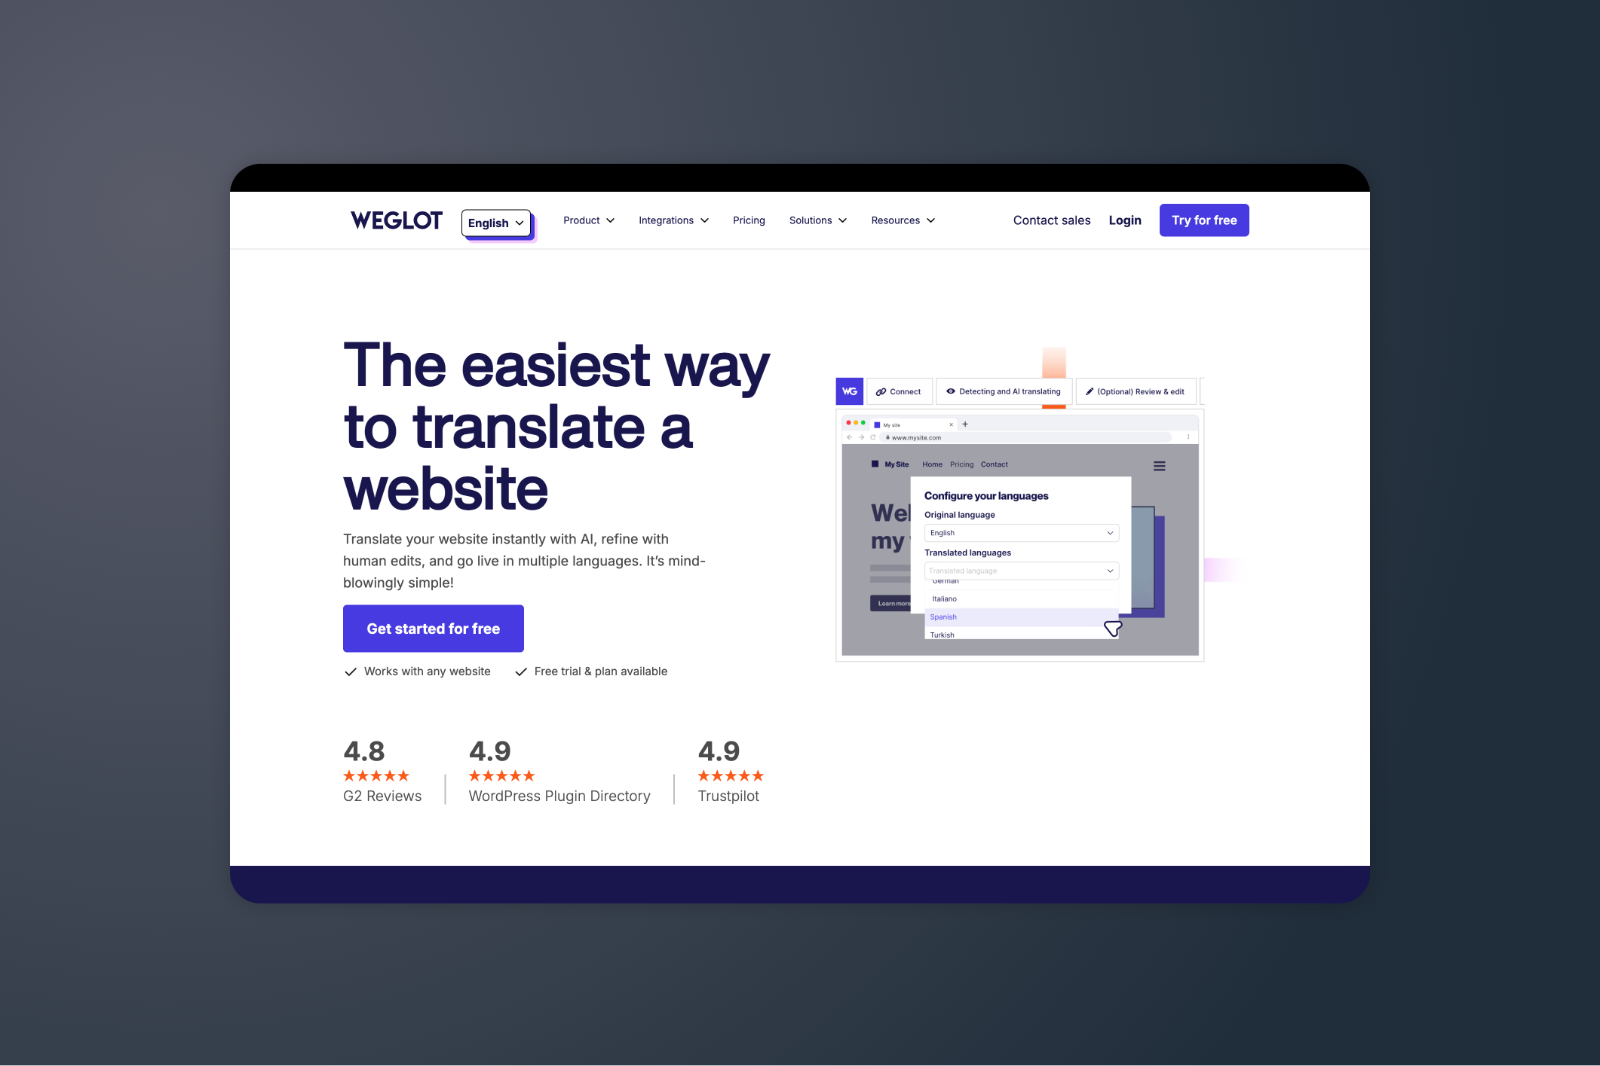 WEGLOT
English
Product
Integrations
Pricing
Solutions
Resources
Contact sales
Login
Try for free
The easiest way
to translate a
website
Translate your website instantly with AI, refine with
human edits, and go live in multiple languages. It's mind-
blowingly simple!
Get started for free
Works with any website
Free trial & plan available
4.8
G2 Reviews
4.9
WordPress Plugin Directory
4.9
Trustpilot
WG
Connect
Detecting and AI translating
(Optional) Review & edit
My site
www.mysite.com
My Site
Home
Pricing
Contact
Wel
my
Learn more
Configure your languages
Original language
English
Translated languages
Translated language
German
Italiano
Spanish
Turkish